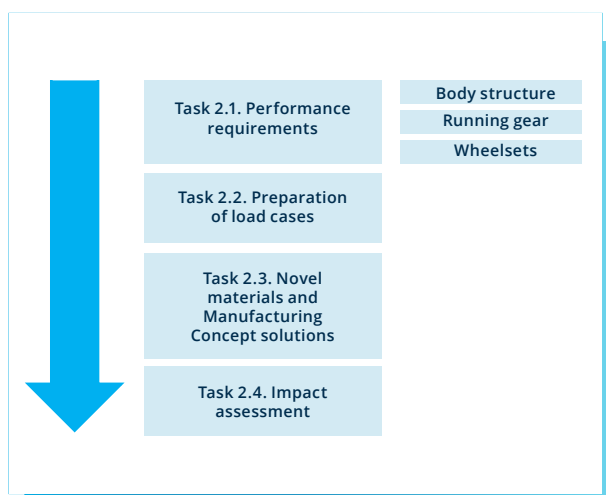 Task 2.1. Performance
requirements
Body structure
Running gear
Wheelsets
Task 2.2. Preparation
of load cases
Task 2.3. Novel
materials and
Manufacturing
Concept solutions
Task 2.4. Impact
assessment